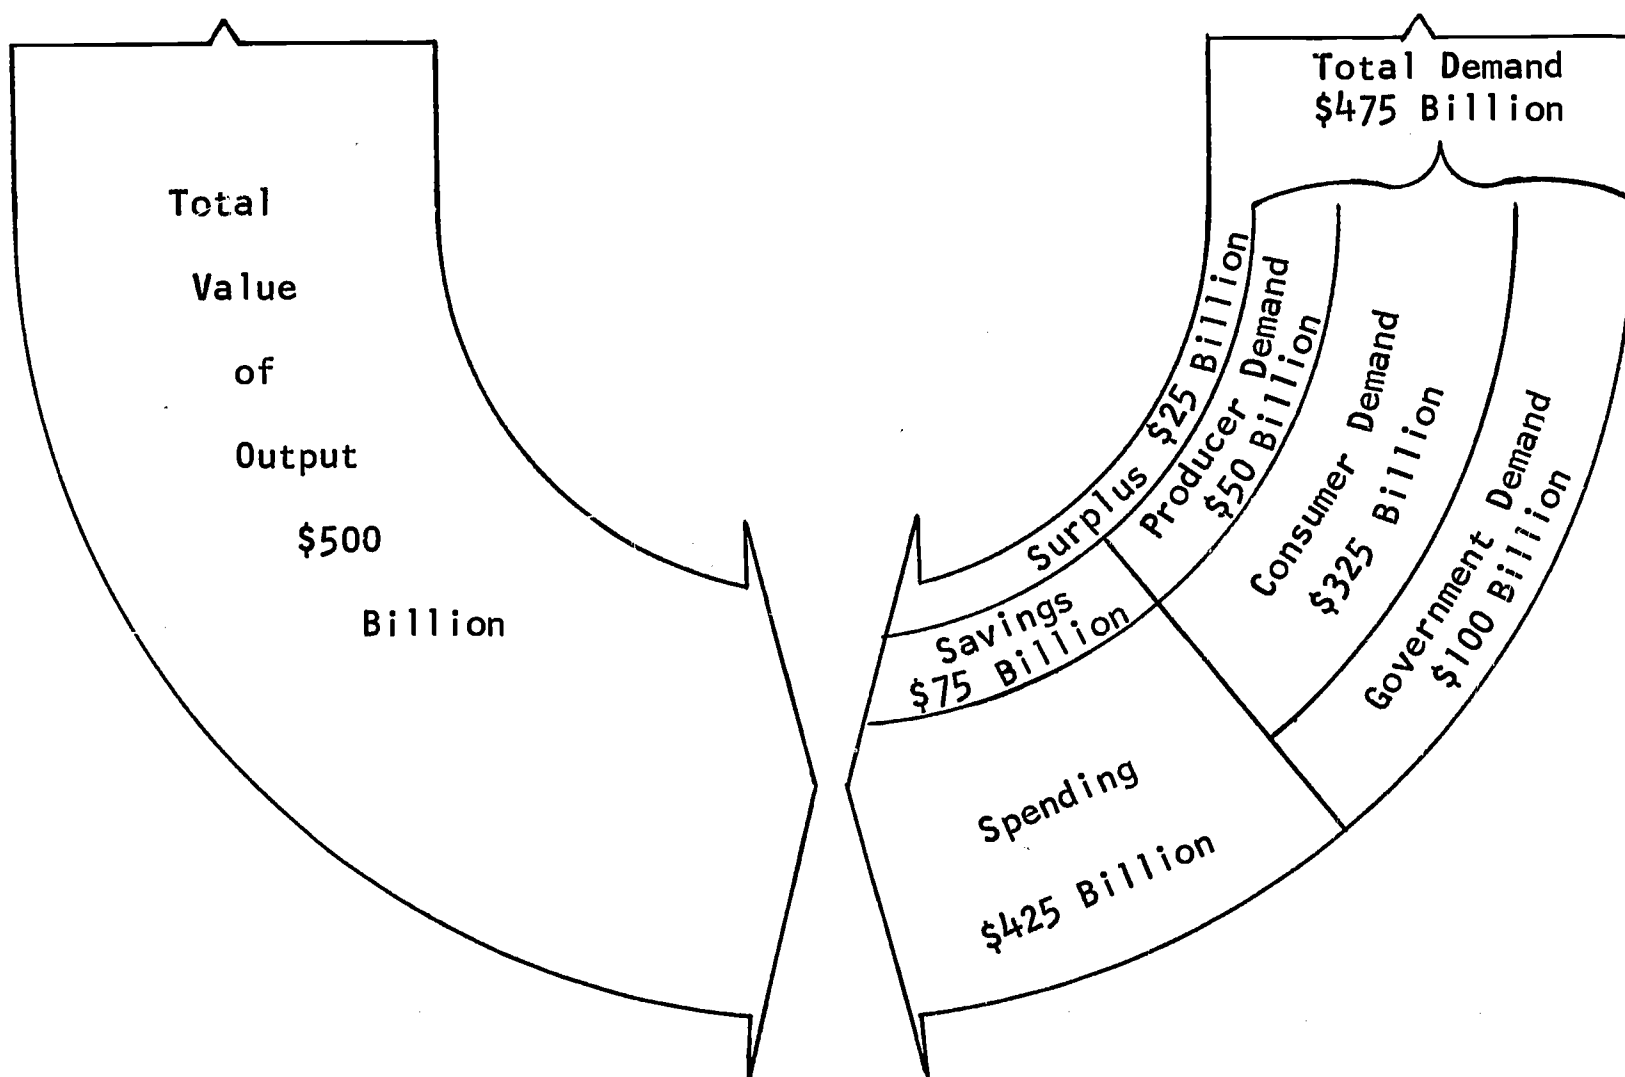 Total
Value
of
Output
$500
Billion
Total Demand
$475 Billion
Surplus $25 Billion
Producer Demand
$50 Billion
Consumer Demand
$325 Billion
Government Demand
$100 Billion
Savings
$75 Billion
Spending
$425 Billion